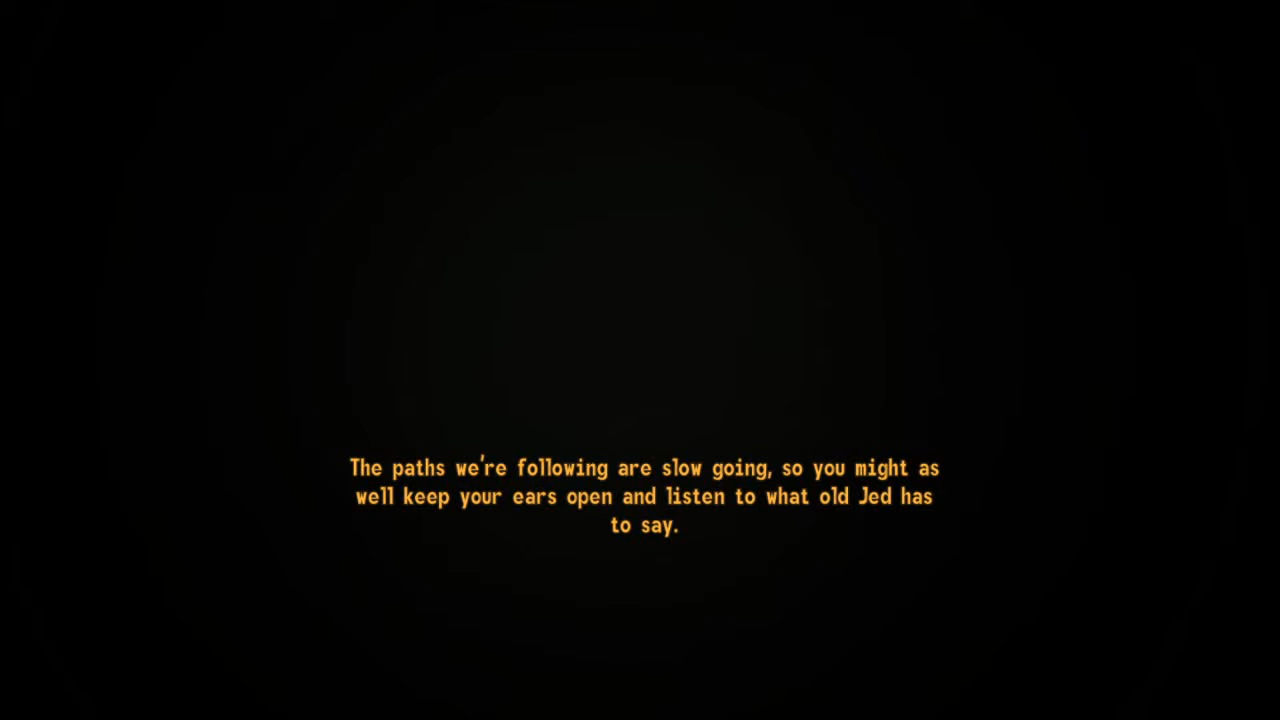 The paths we're following are slow going, so you might as
well keep your ears open and listen to what old Jed has
to say.